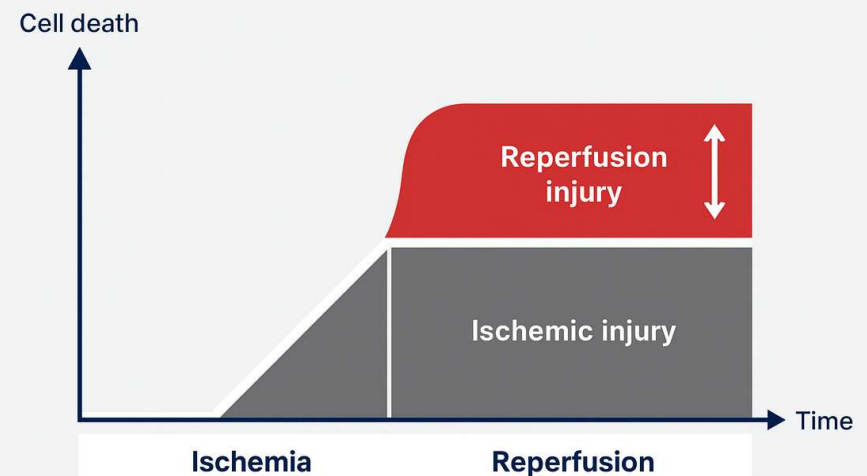 Cell death
Reperfusion
injury
Ischemic injury
Time
Ischemia
Reperfusion